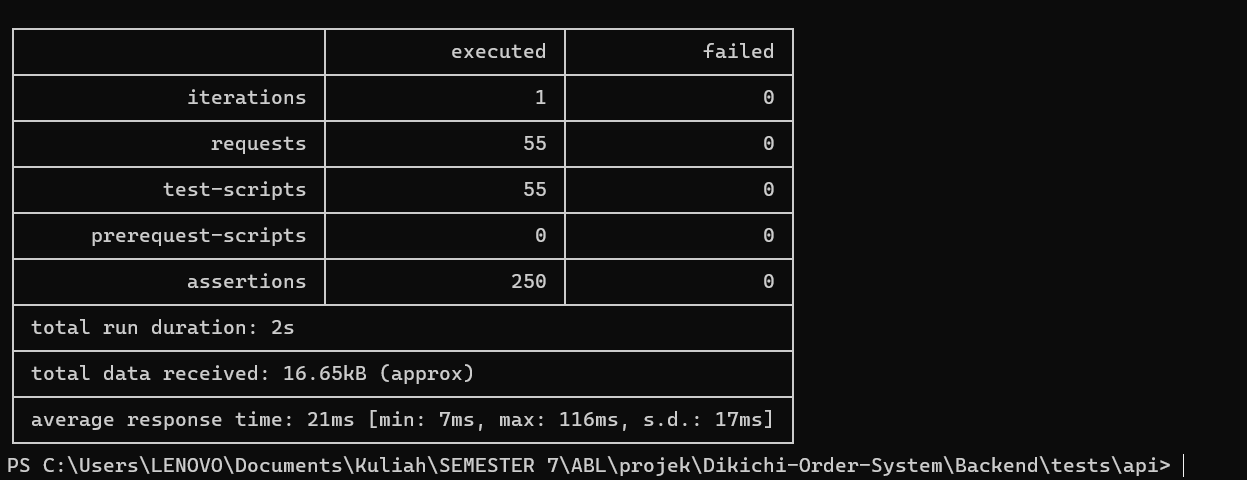 executed failed
iterations 1 0
requests 55 0
test-scripts 55 0
prerequest-scripts 0 0
assertions 250 0
total run duration: 2s
total data received: 16.65kB (approx)
average response time: 21ms [min: 7ms, max: 116ms, s.d.: 17ms]
PS C:\Users\LENOVO\Documents\Kuliah\SEMESTER 7\ABL\projek\Dikichi-Order-System\Backend\tests\api>